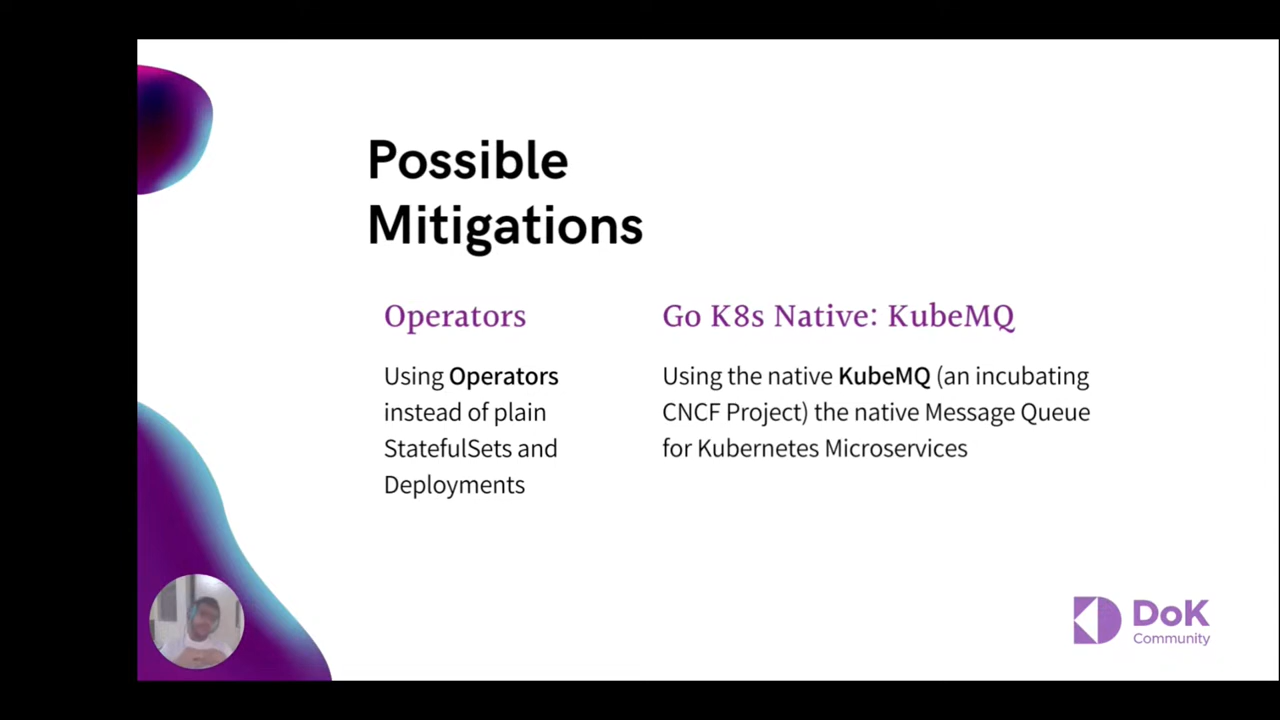 Possible
Mitigations
Operators
Using Operators
instead of plain
StatefulSets and
Deployments
Go K8s Native: KubeMQ
Using the native KubeMQ (an incubating
CNCF Project) the native Message Queue
for Kubernetes Microservices
DoK
Community